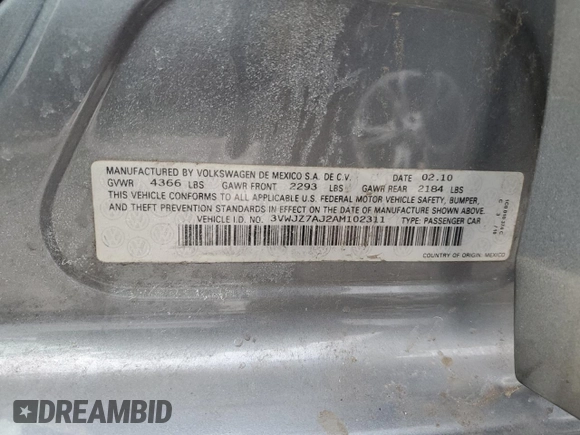 MANUFACTURED BY VOLKSWAGEN DE MEXICO S.A. DE C.V. DATE 02.10
GVWR 4366 LBS GAWR FRONT 2293 LBS GAWR REAR 2184 LBS
THIS VEHICLE CONFORMS TO ALL APPLICABLE U.S. FEDERAL MOTOR VEHICLE SAFETY, BUMPER,
AND THEFT PREVENTION STANDARDS IN EFFECT ON THE DATE OF MANUFACTURE SHOWN ABOVE.
VEHICLE I.D. NO. 3VWJZ7AJ2AM102311 TYPE: PASSENGER CAR
COUNTRY OF ORIGIN: MEXICO
DREAMBID